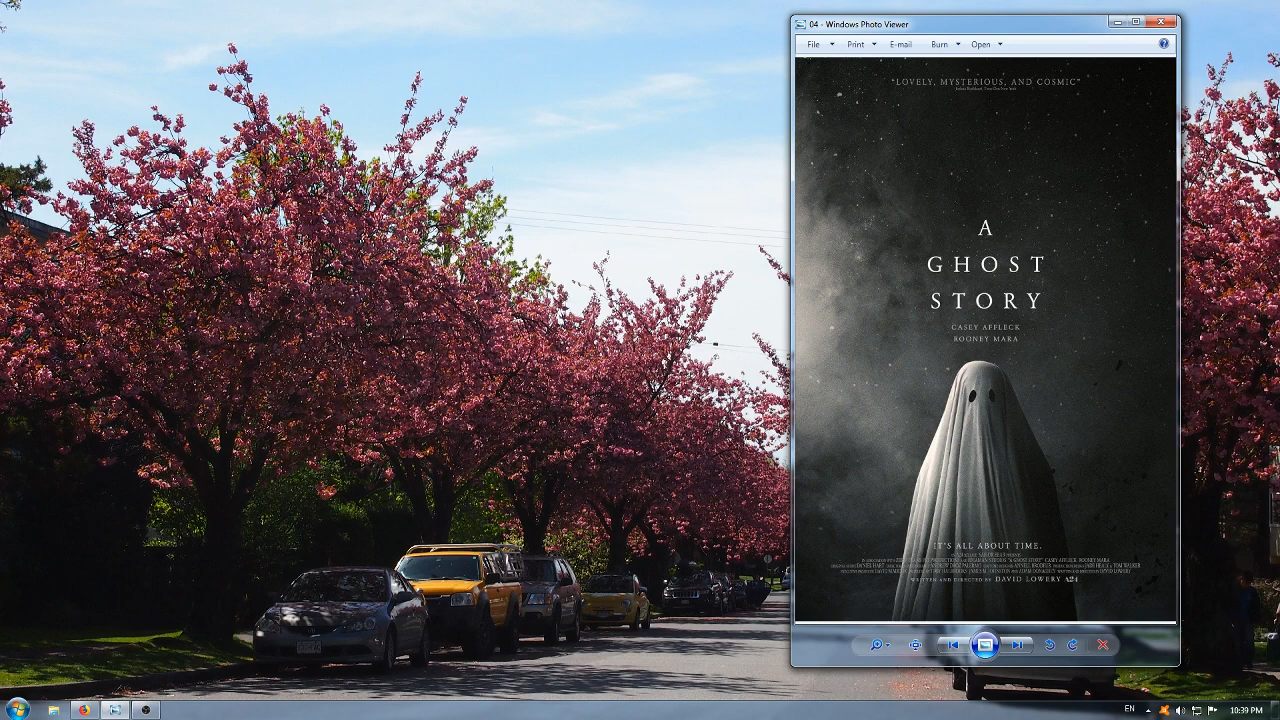 04 - Windows Photo Viewer
File Print E-mail Burn Open
"LOVELY, MYSTERIOUS, AND COSMIC"
A
GHOST
STORY
CASEY AFFLECK
ROONEY MARA
IT'S ALL ABOUT TIME.
WRITTEN AND DIRECTED BY DAVID LOWERY A24
EN 10:39 PM